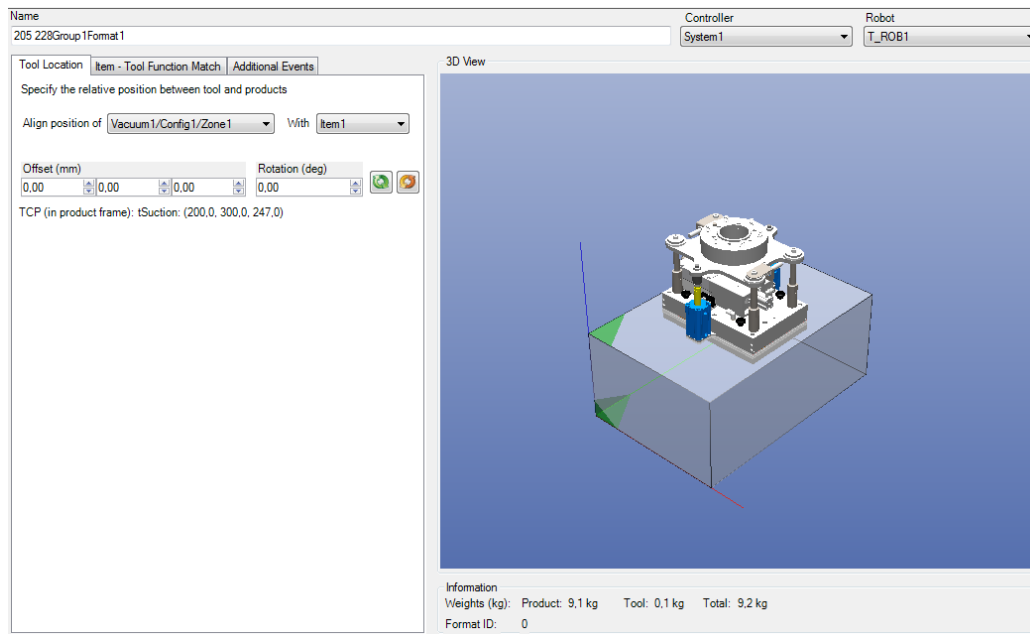 Name
Controller
Robot
205 228Group1Format1
System1
T_ROB1
Tool Location
Item - Tool Function Match
Additional Events
3D View
Specify the relative position between tool and products
Align position of
Vacuum1/Config1/Zone1
With
Item1
Offset (mm)
Rotation (deg)
0,00
0,00
0,00
0,00
TCP (in product frame): tSuction: (200,0, 300,0, 247,0)
Information
Weights (kg): Product: 9,1 kg Tool: 0,1 kg Total: 9,2 kg
Format ID: 0